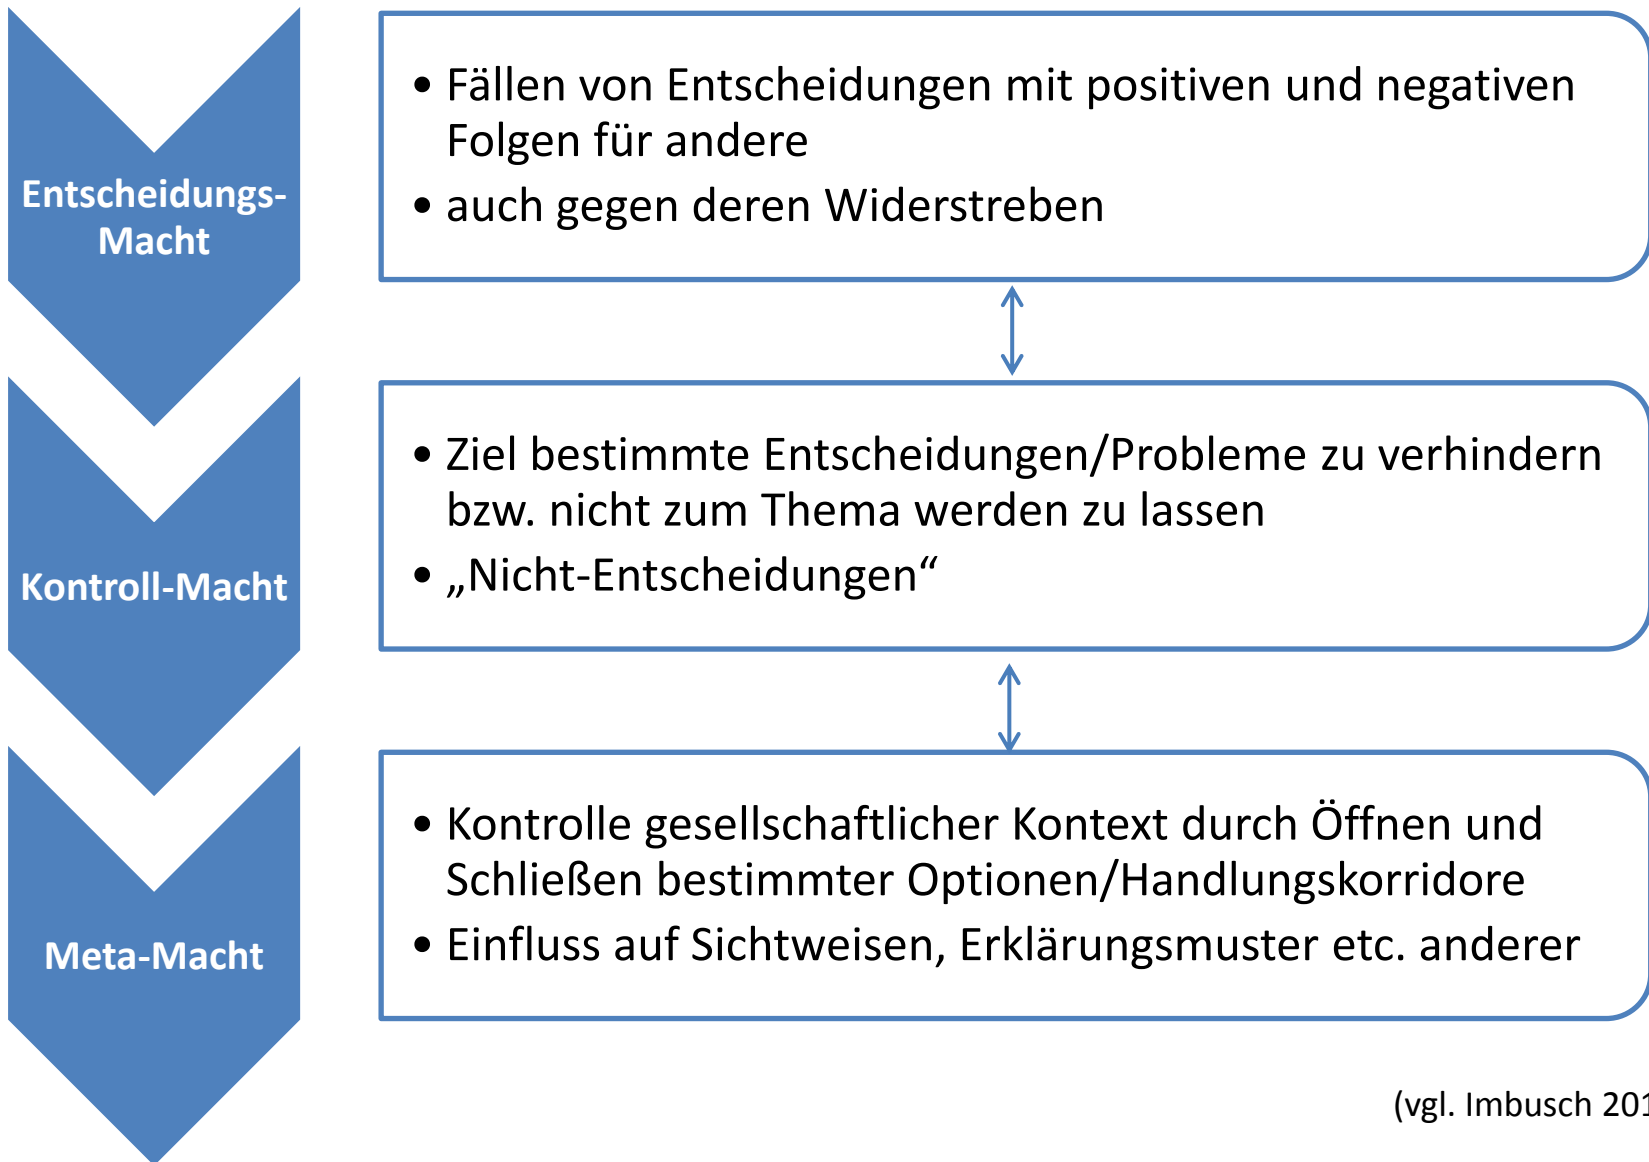 Entscheidungs-
Macht
• Fällen von Entscheidungen mit positiven und negativen
Folgen für andere
• auch gegen deren Widerstreben
Kontroll-Macht
• Ziel bestimmte Entscheidungen/Probleme zu verhindern
bzw. nicht zum Thema werden zu lassen
• „Nicht-Entscheidungen“
Meta-Macht
• Kontrolle gesellschaftlicher Kontext durch Öffnen und
Schließen bestimmter Optionen/Handlungskorridore
• Einfluss auf Sichtweisen, Erklärungsmuster etc. anderer
(vgl. Imbusch 201